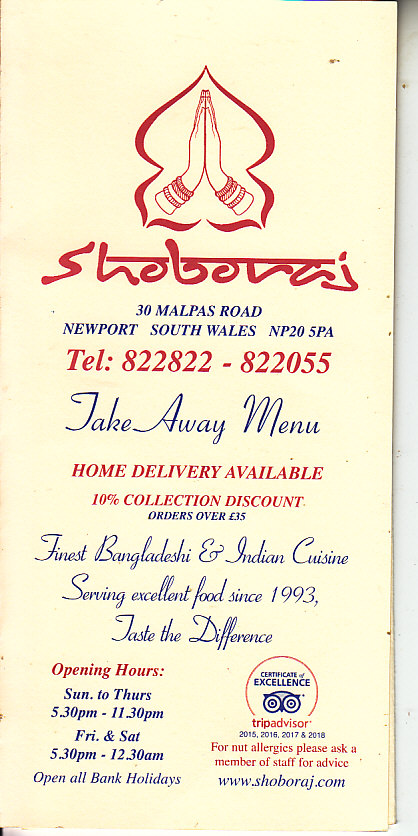 Shoboraj
30 MALPAS ROAD
NEWPORT SOUTH WALES NP20 5PA
Tel: 822822 - 822055
Take Away Menu
HOME DELIVERY AVAILABLE
10% COLLECTION DISCOUNT
ORDERS OVER £35
Finest Bangladeshi & Indian Cuisine
Serving excellent food since 1993,
Taste the Difference
Opening Hours:
Sun. to Thurs
5.30pm - 11.30pm
Fri. & Sat
5.30pm - 12.30am
Open all Bank Holidays
CERTIFICATE of
EXCELLENCE
tripadvisor®
2015, 2016, 2017 & 2018
For nut allergies please ask a
member of staff for advice
www.shoboraj.com